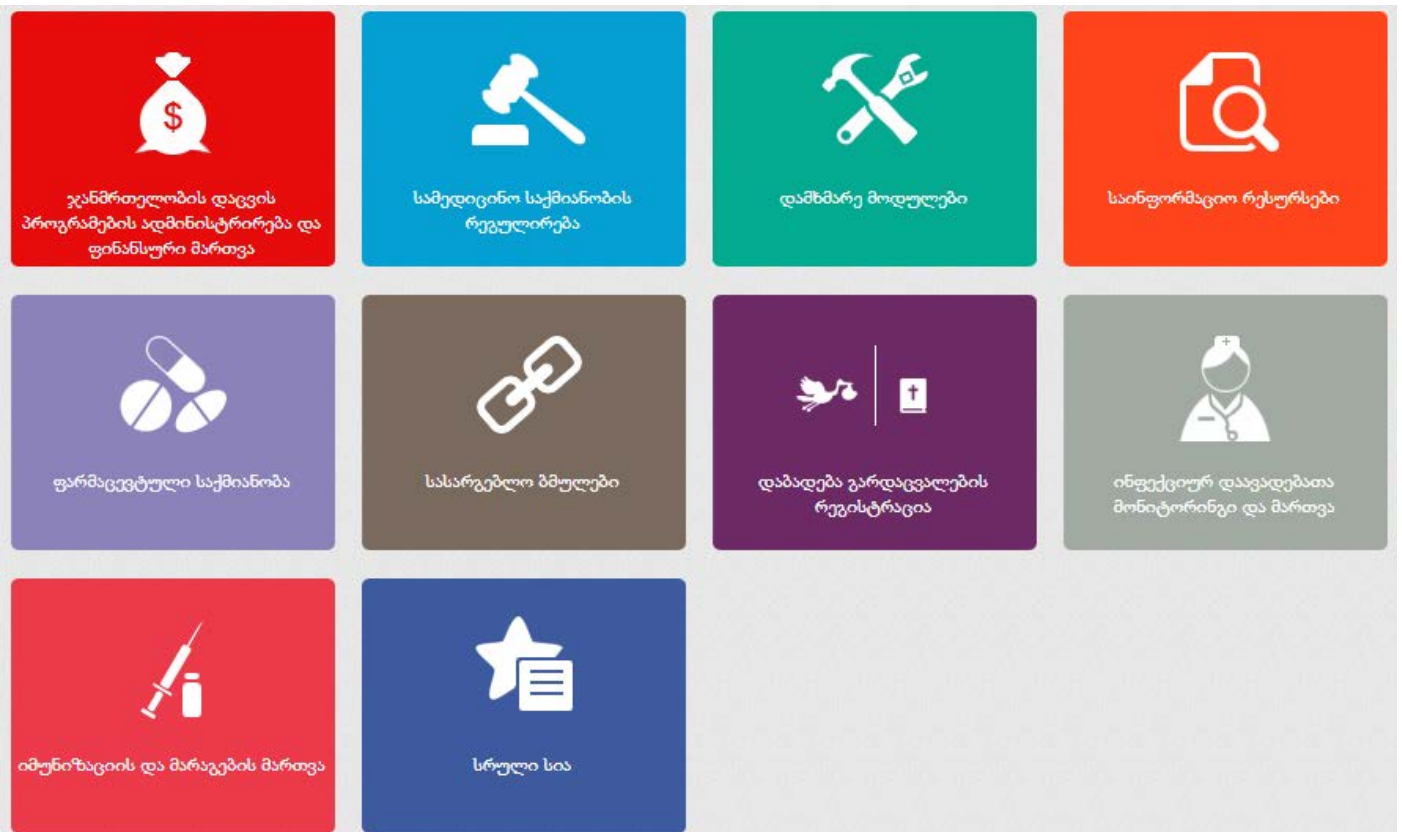 $
ჯანმრთელობის დაცვის
პროგრამების ადმინისტრირება და
ფინანსური მართვა
სამედიცინო საქმიანობის
რეგულირება
დამხმარე მოდულები
საინფორმაციო რესურსები
ფარმაცევტული საქმიანობა
სასარგებლო ბმულები
დაბადება გარდაცვალების
რეგისტრაცია
ინფექციურ დაავადებათა
მონიტორინგი და მართვა
იმუნიზაციის და მარაგების მართვა
სრული სია